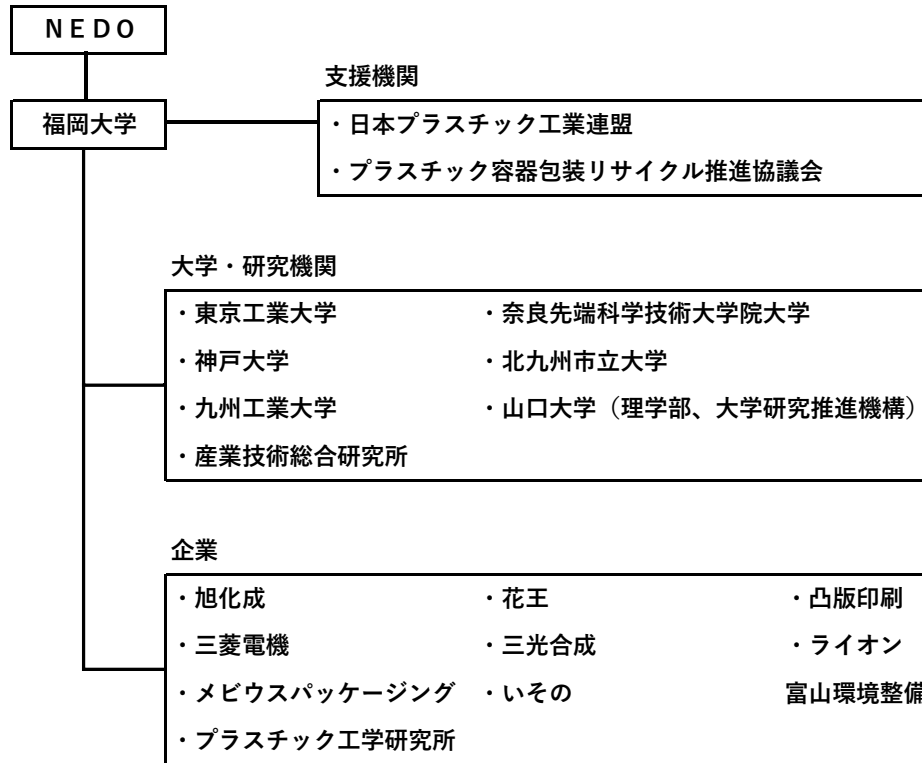 ＮＥＤＯ
福岡大学
支援機関
・日本プラスチック工業連盟
・プラスチック容器包装リサイクル推進協議会
大学・研究機関
・東京工業大学 ・奈良先端科学技術大学院大学
・神戸大学 ・北九州市立大学
・九州工業大学 ・山口大学（理学部、大学研究推進機構）
・産業技術総合研究所
企業
・旭化成 ・花王 ・凸版印刷
・三菱電機 ・三光合成 ・ライオン
・メビウスパッケージング ・いその 富山環境整備
・プラスチック工学研究所